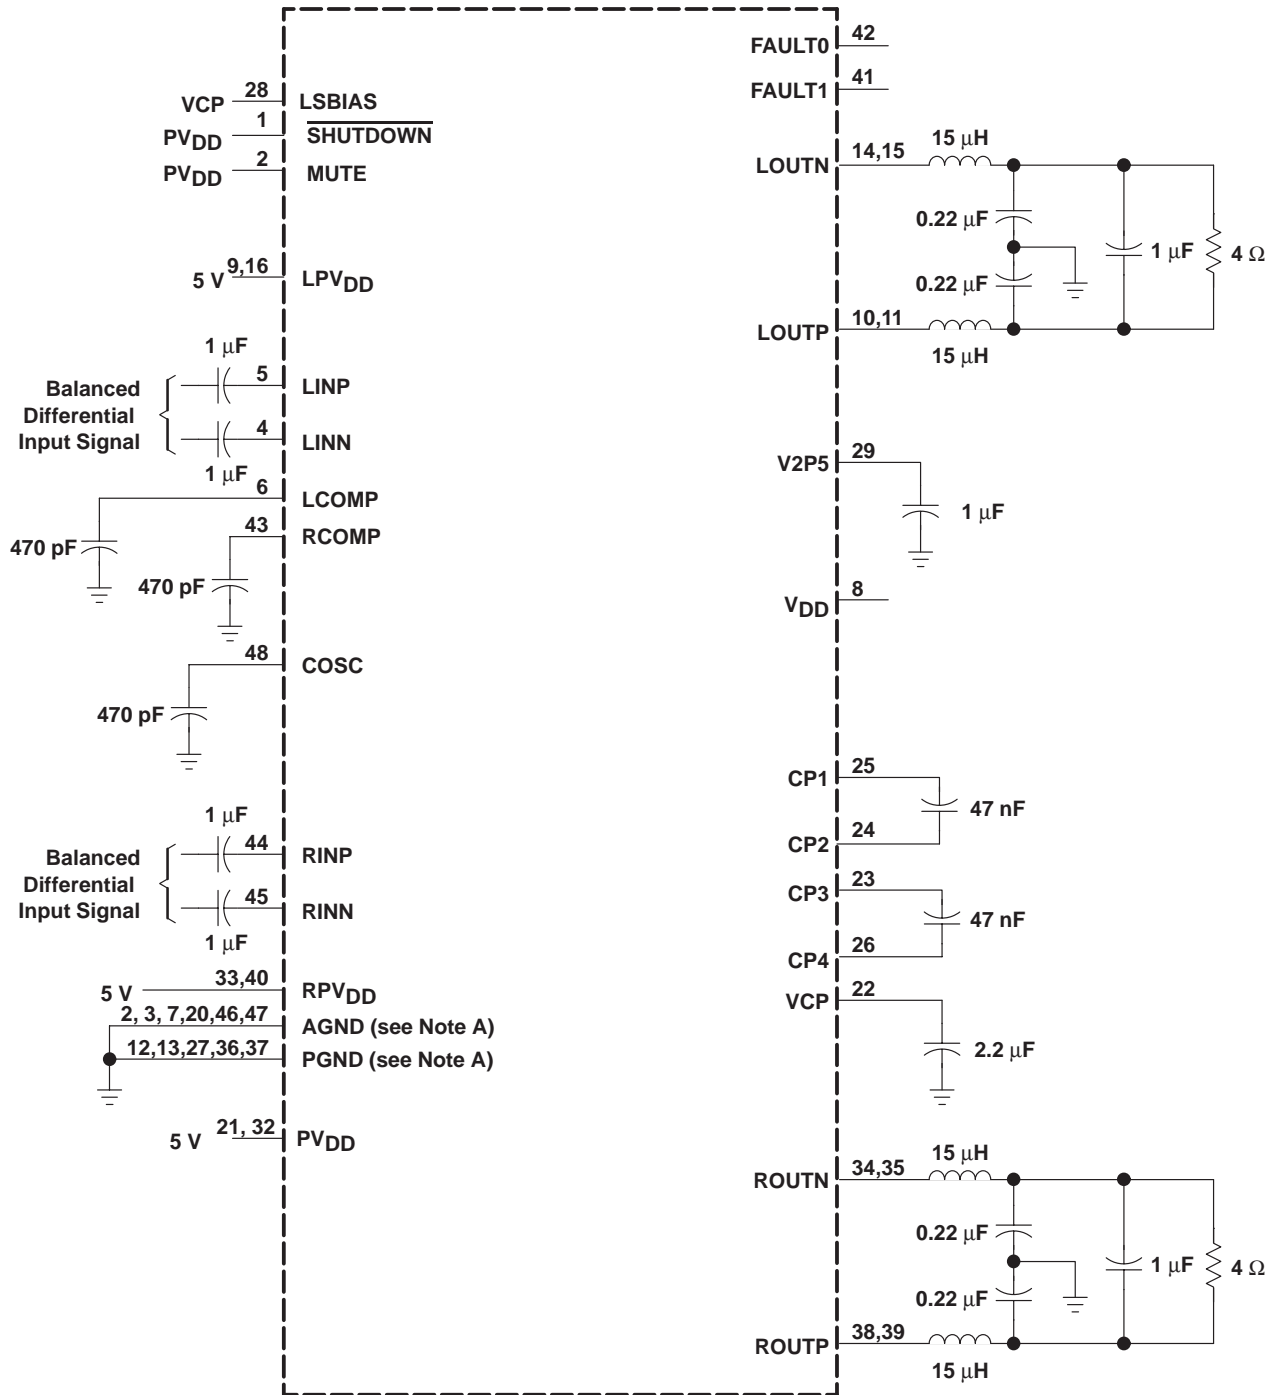 42
FAULT0
41
FAULT1
28
VCP
LSBIAS
1
PVDD
SHUTDOWN
2
PVDD
MUTE
15 μH
14,15
LOUTN
0.22 μF
1 μF
4 Ω
0.22 μF
10,11
LOUTP
15 μH
9,16
5 V
LPVDD
1 μF
5
LINP
Balanced
Differential
Input Signal
4
LINN
1 μF
6
LCOMP
43
RCOMP
470 pF
470 pF
29
V2P5
1 μF
8
VDD
48
COSC
470 pF
25
CP1
47 nF
24
CP2
23
CP3
47 nF
26
CP4
22
VCP
2.2 μF
1 μF
44
RINP
Balanced
Differential
Input Signal
45
RINN
1 μF
33,40
5 V
RPVDD
2, 3, 7,20,46,47
AGND (see Note A)
12,13,27,36,37
PGND (see Note A)
21, 32
5 V
PVDD
15 μH
34,35
ROUTN
0.22 μF
1 μF
4 Ω
0.22 μF
38,39
ROUTP
15 μH